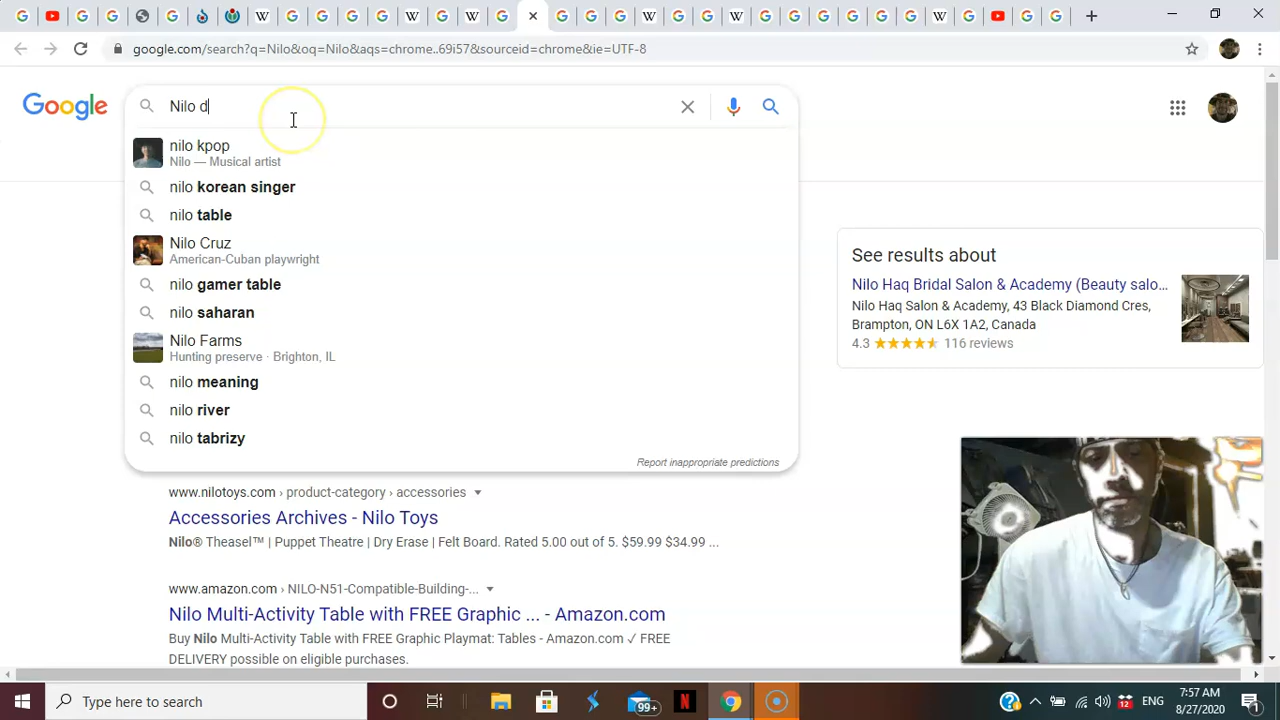 google.com/search?q=Nilo&oq=Nilo&aqs=chrome..69i57&sourceid=chrome&ie=UTF-8
Google
Nilo d
nilo kpop
Nilo — Musical artist
nilo korean singer
nilo table
Nilo Cruz
American-Cuban playwright
nilo gamer table
nilo saharan
Nilo Farms
Hunting preserve · Brighton, IL
nilo meaning
nilo river
nilo tabrizy
Report inappropriate predictions
See results about
Nilo Haq Bridal Salon & Academy (Beauty salo...
Nilo Haq Salon & Academy, 43 Black Diamond Cres,
Brampton, ON L6X 1A2, Canada
4.3 116 reviews
www.nilotoys.com › product-category › accessories
Accessories Archives - Nilo Toys
Nilo® Theasel™ | Puppet Theatre | Dry Erase | Felt Board. Rated 5.00 out of 5. $59.99 $34.99 ...
www.amazon.com › NILO-N51-Compatible-Building-...
Nilo Multi-Activity Table with FREE Graphic ... - Amazon.com
Buy Nilo Multi-Activity Table with FREE Graphic Playmat: Tables - Amazon.com ✓ FREE
DELIVERY possible on eligible purchases.
Type here to search
99+
N
12
ENG
7:57 AM
8/27/2020
1